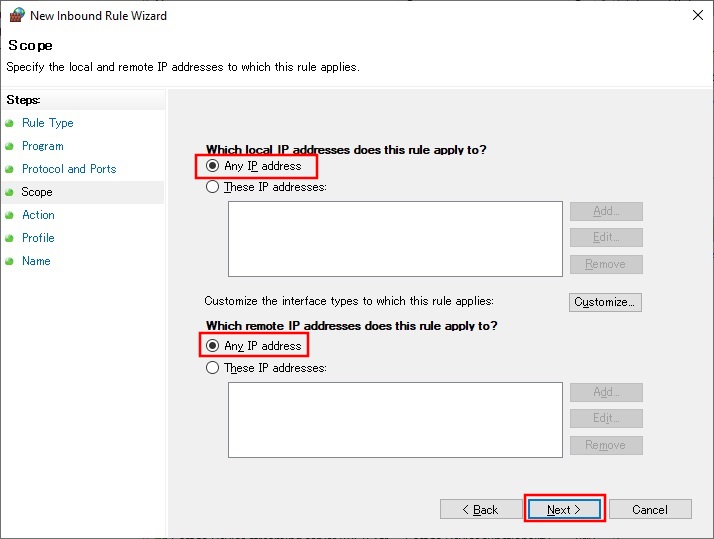 New Inbound Rule Wizard
Scope
Specify the local and remote IP addresses to which this rule applies.
Steps:
Rule Type
Program
Protocol and Ports
Scope
Action
Profile
Name
Which local IP addresses does this rule apply to?
Any IP address
These IP addresses:
Add...
Edit...
Remove
Customize the interface types to which this rule applies:
Customize...
Which remote IP addresses does this rule apply to?
Any IP address
These IP addresses:
Add...
Edit...
Remove
< Back
Next >
Cancel